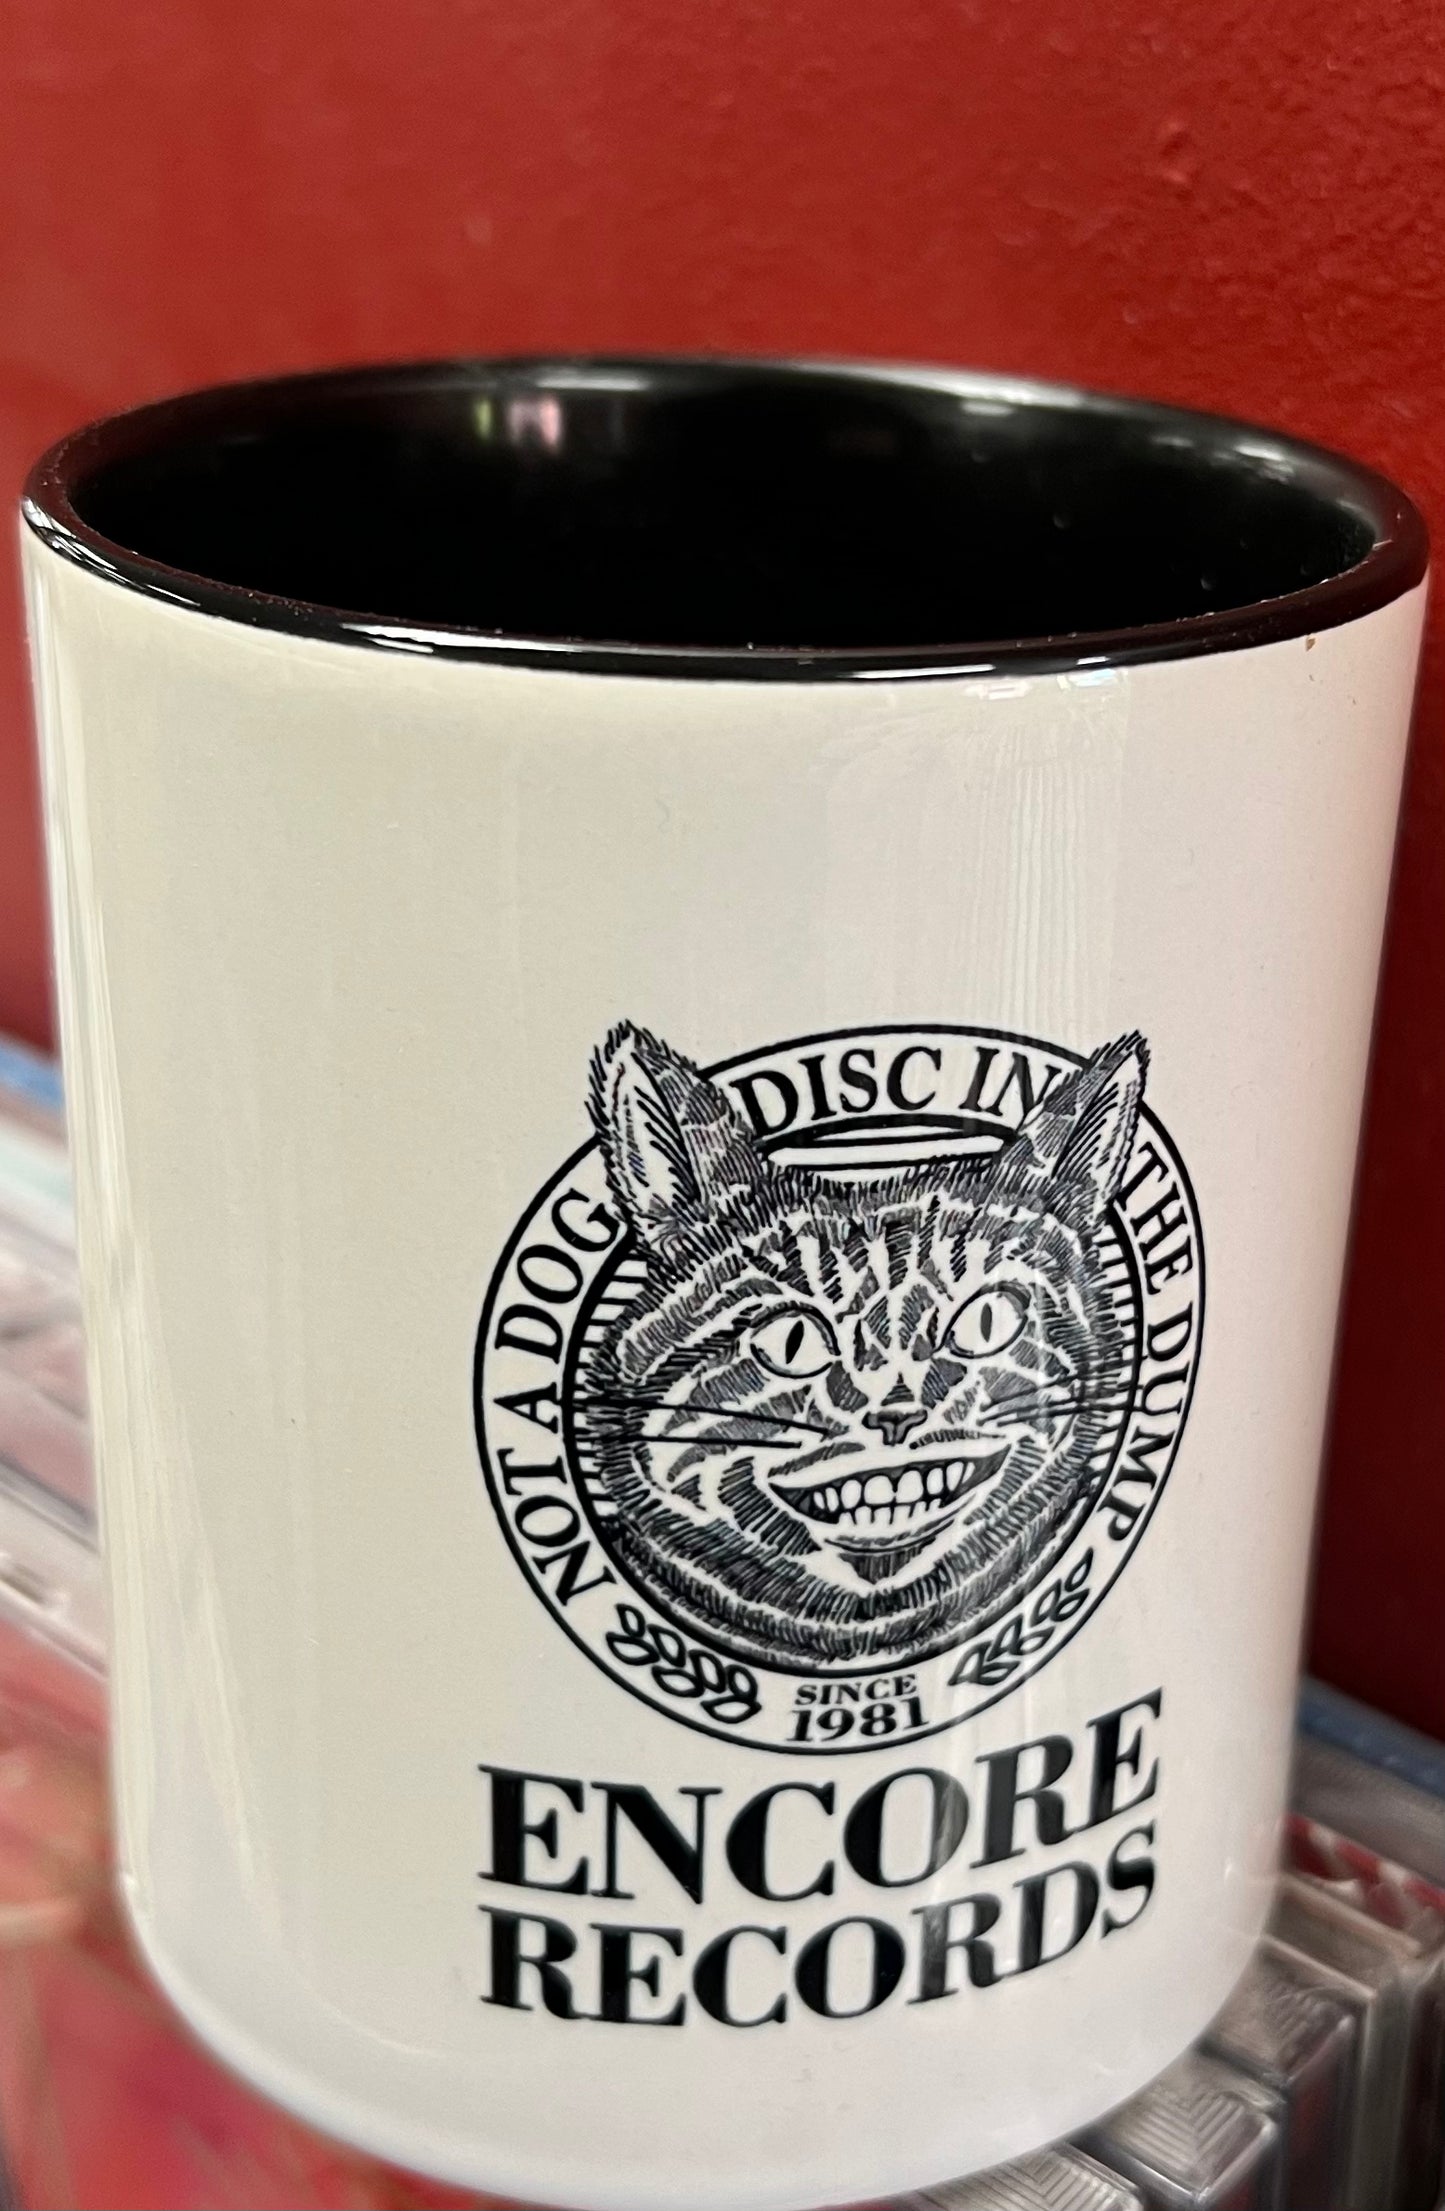 NOT A DOG DISC IN THE DUMP
SINCE
1981
ENCORE
RECORDS